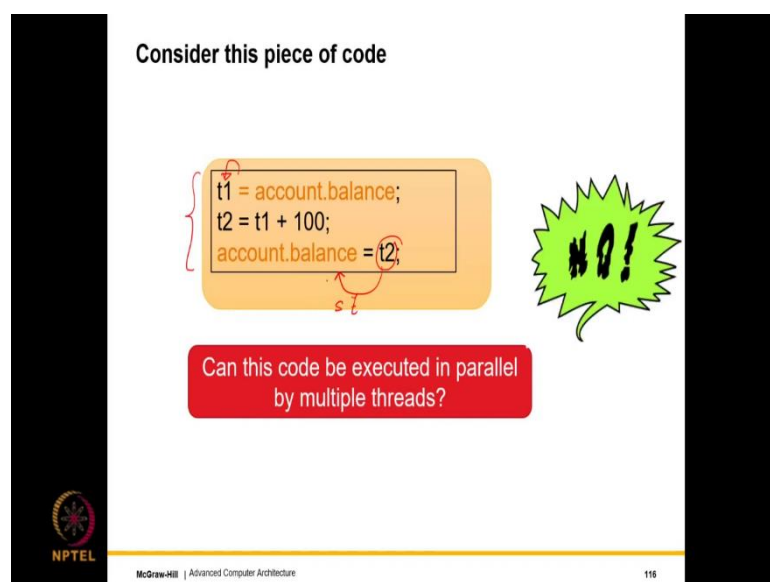 Consider this piece of code
t1 = account.balance;
t2 = t1 + 100;
account.balance = t2;
st
NO!
Can this code be executed in parallel
by multiple threads?
NPTEL
McGraw-Hill | Advanced Computer Architecture
116